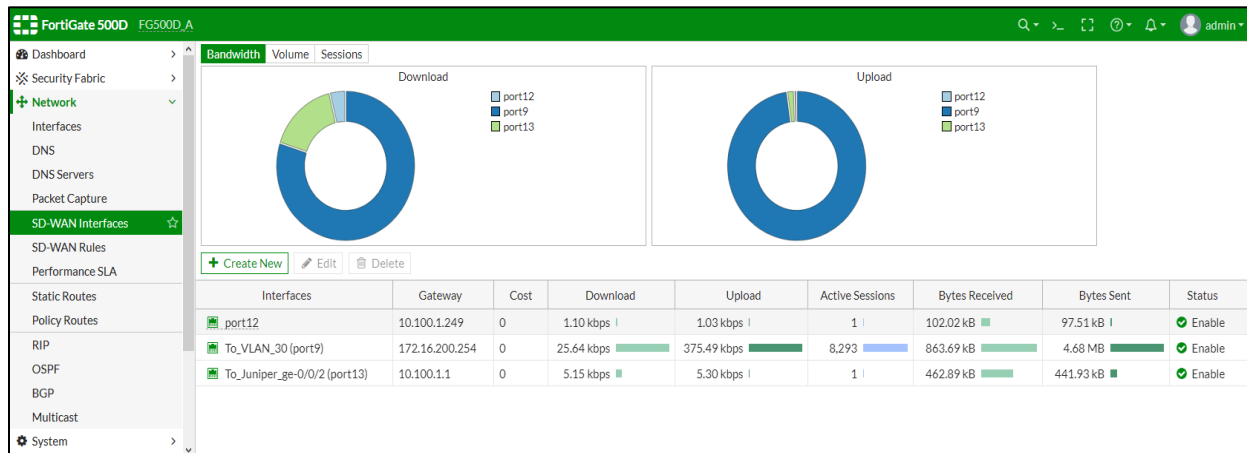 FortiGate 500D FG500D_A
admin
Dashboard
Security Fabric
Network
Interfaces
DNS
DNS Servers
Packet Capture
SD-WAN Interfaces
SD-WAN Rules
Performance SLA
Static Routes
Policy Routes
RIP
OSPF
BGP
Multicast
System
Bandwidth Volume Sessions
Download
port12
port9
port13
Upload
port12
port9
port13
Create New Edit Delete
Interfaces Gateway Cost Download Upload Active Sessions Bytes Received Bytes Sent Status
port12 10.100.1.249 0 1.10 kbps 1.03 kbps 1 102.02 kB 97.51 kB Enable
To_VLAN_30 (port9) 172.16.200.254 0 25.64 kbps 375.49 kbps 8,293 863.69 kB 4.68 MB Enable
To_Juniper_ge-0/0/2 (port13) 10.100.1.1 0 5.15 kbps 5.30 kbps 1 462.89 kB 441.93 kB Enable